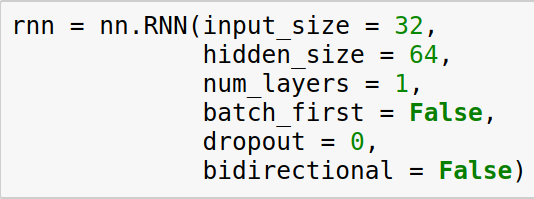 rnn = nn.RNN(input_size = 32,
             hidden_size = 64,
             num_layers = 1,
             batch_first = False,
             dropout = 0,
             bidirectional = False)